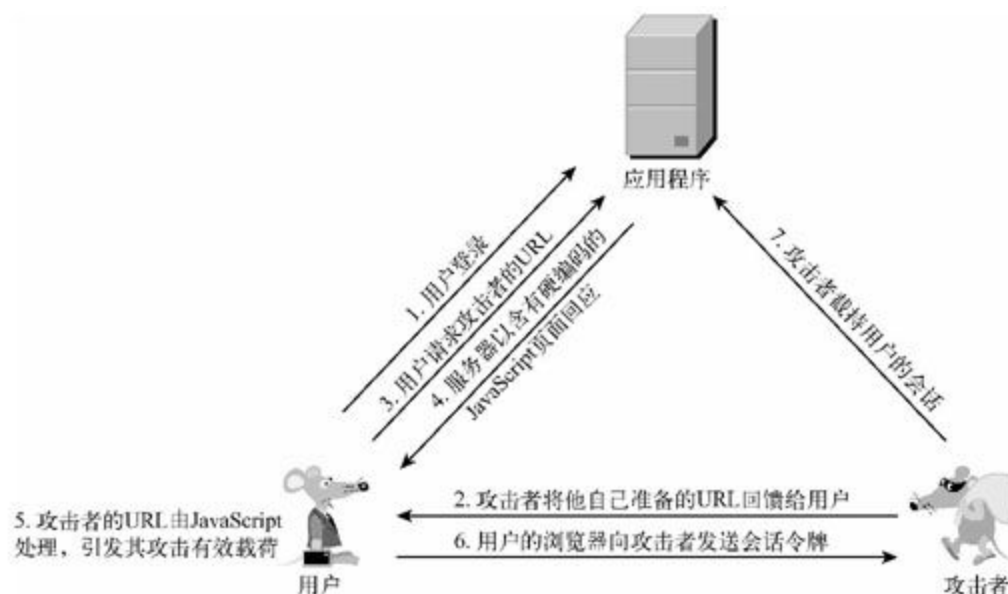 应用程序
1. 用户登录
3. 用户请求攻击者的URL
4. 服务器以含有硬编码的
JavaScript页面回应
7. 攻击者截持用户的会话
2. 攻击者将他自己准备的URL回馈给用户
5. 攻击者的URL由JavaScript
处理，引发其攻击有效载荷
6. 用户的浏览器向攻击者发送会话令牌
用户
攻击者